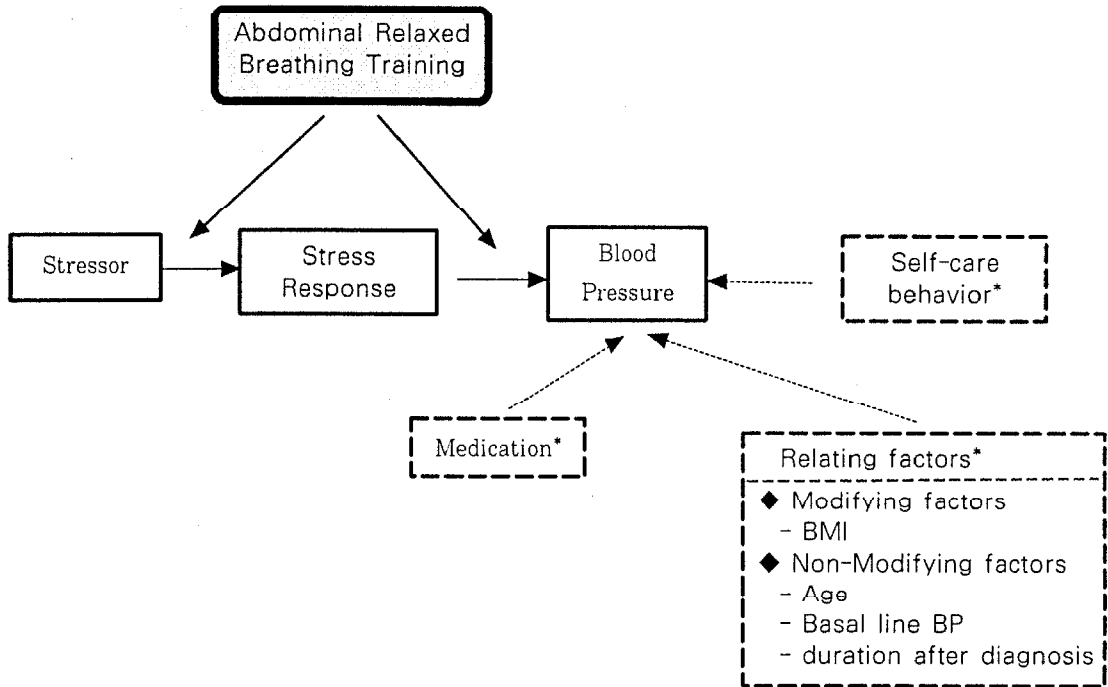 Abdominal Relaxed
Breathing Training
Stressor
Stress
Response
Blood
Pressure
Self-care
behavior*
Medication*
Relating factors*
◆ Modifying factors
- BMI
◆ Non-Modifying factors
- Age
- Basal line BP
- duration after diagnosis